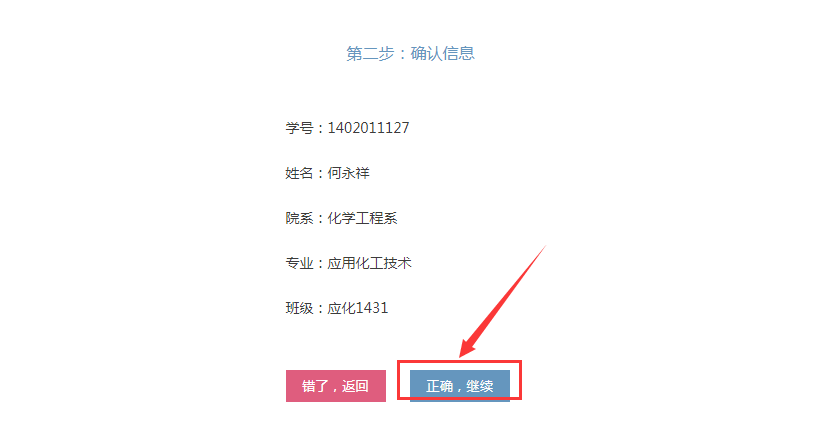 第二步：确认信息
学号：1402011127
姓名：何永祥
院系：化学工程系
专业：应用化工技术
班级：应化1431
错了，返回 正确，继续